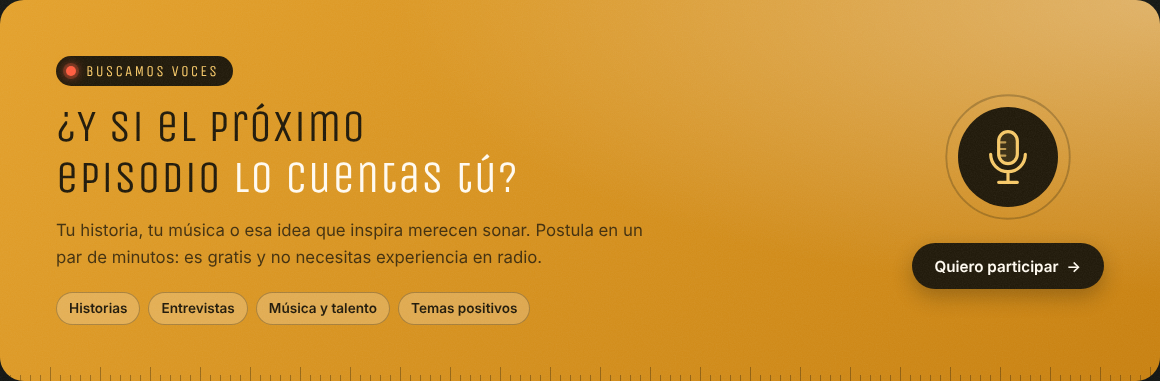 BUSCAMOS VOCES
¿Y si el próximo
episodio lo cuentas tú?
Tu historia, tu música o esa idea que inspira merecen sonar. Postula en un
par de minutos: es gratis y no necesitas experiencia en radio.
Historias Entrevistas Música y talento Temas positivos
Quiero participar →